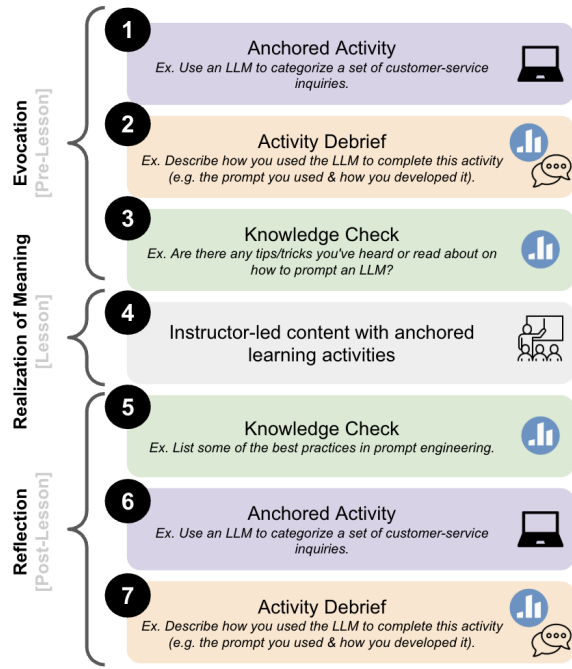 1
Anchored Activity
Ex. Use an LLM to categorize a set of customer-service
inquiries.
2
Activity Debrief
Ex. Describe how you used the LLM to complete this activity
(e.g. the prompt you used & how you developed it).
3
Knowledge Check
Ex. Are there any tips/tricks you've heard or read about on
how to prompt an LLM?
Evocation
[Pre-Lesson]
4
Instructor-led content with anchored
learning activities
Realization of Meaning
[Lesson]
5
Knowledge Check
Ex. List some of the best practices in prompt engineering.
6
Anchored Activity
Ex. Use an LLM to categorize a set of customer-service
inquiries.
7
Activity Debrief
Ex. Describe how you used the LLM to complete this activity
(e.g. the prompt you used & how you developed it).
Reflection
[Post-Lesson]